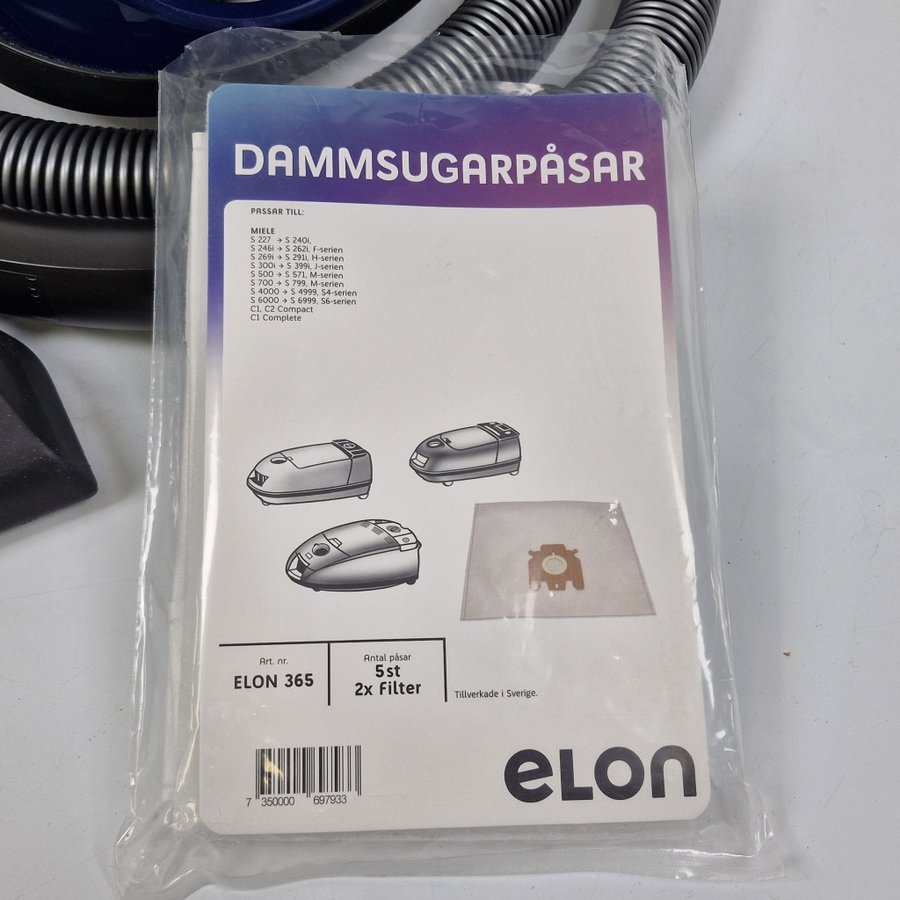 DAMMSUGARPÅSAR
PASSAR TILL:
MIELE
S 227 → S 240i,
S 246i → S 262i, F-serien
S 269i → S 291i, H-serien
S 300i → S 399i, J-serien
S 500 → S 571, M-serien
S 700 → S 799, M-serien
S 4000 → S 4999, S4-serien
S 6000 → S 6999, S6-serien
C1, C2 Compact
C1 Complete
Art. nr.
ELON 365
Antal påsar
5st
2x Filter
Tillverkade i Sverige.
7 350000 697933
eLon